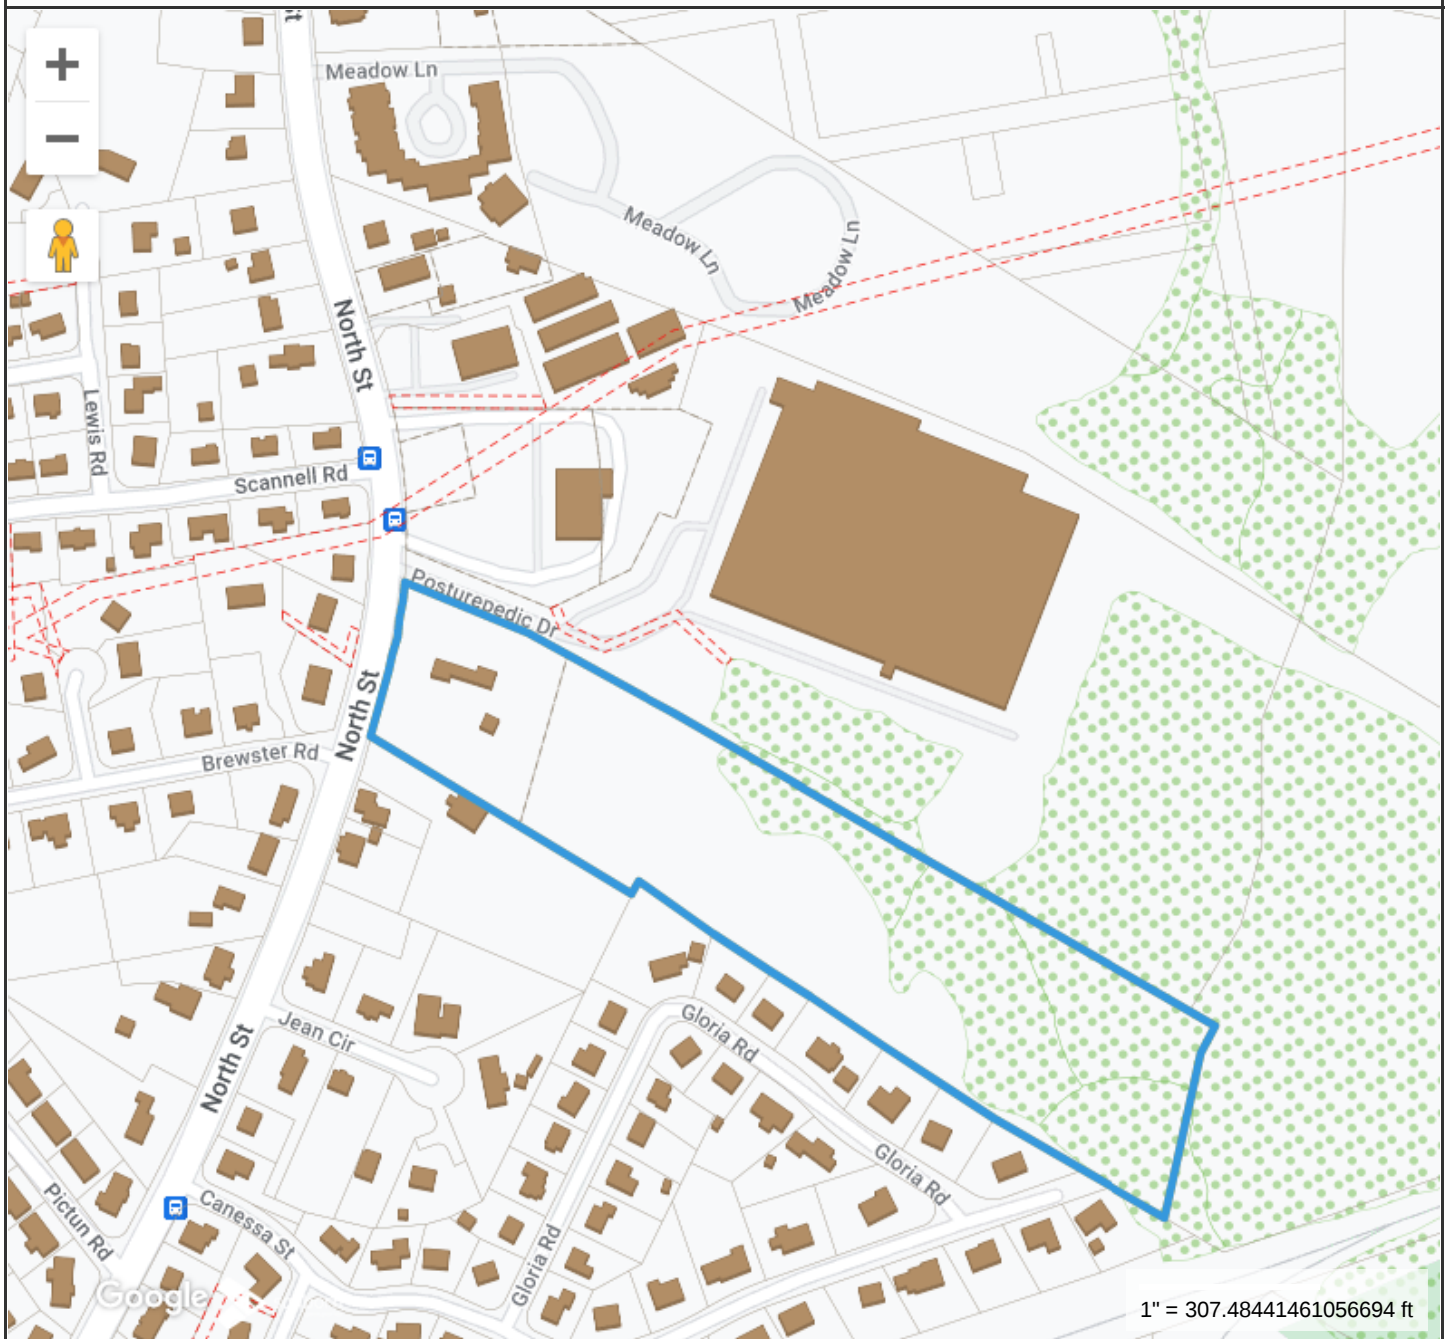 St
+
Meadow Ln
−
Meadow Ln
Meadow Ln
North St
Lewis Rd
Scannell Rd
Posturepedic Dr
North St
Brewster Rd
Gloria Rd
Jean Cir
North St
Gloria Rd
Pictun Rd
Canessa St
Gloria Rd
Google
1" = 307.48441461056694 ft